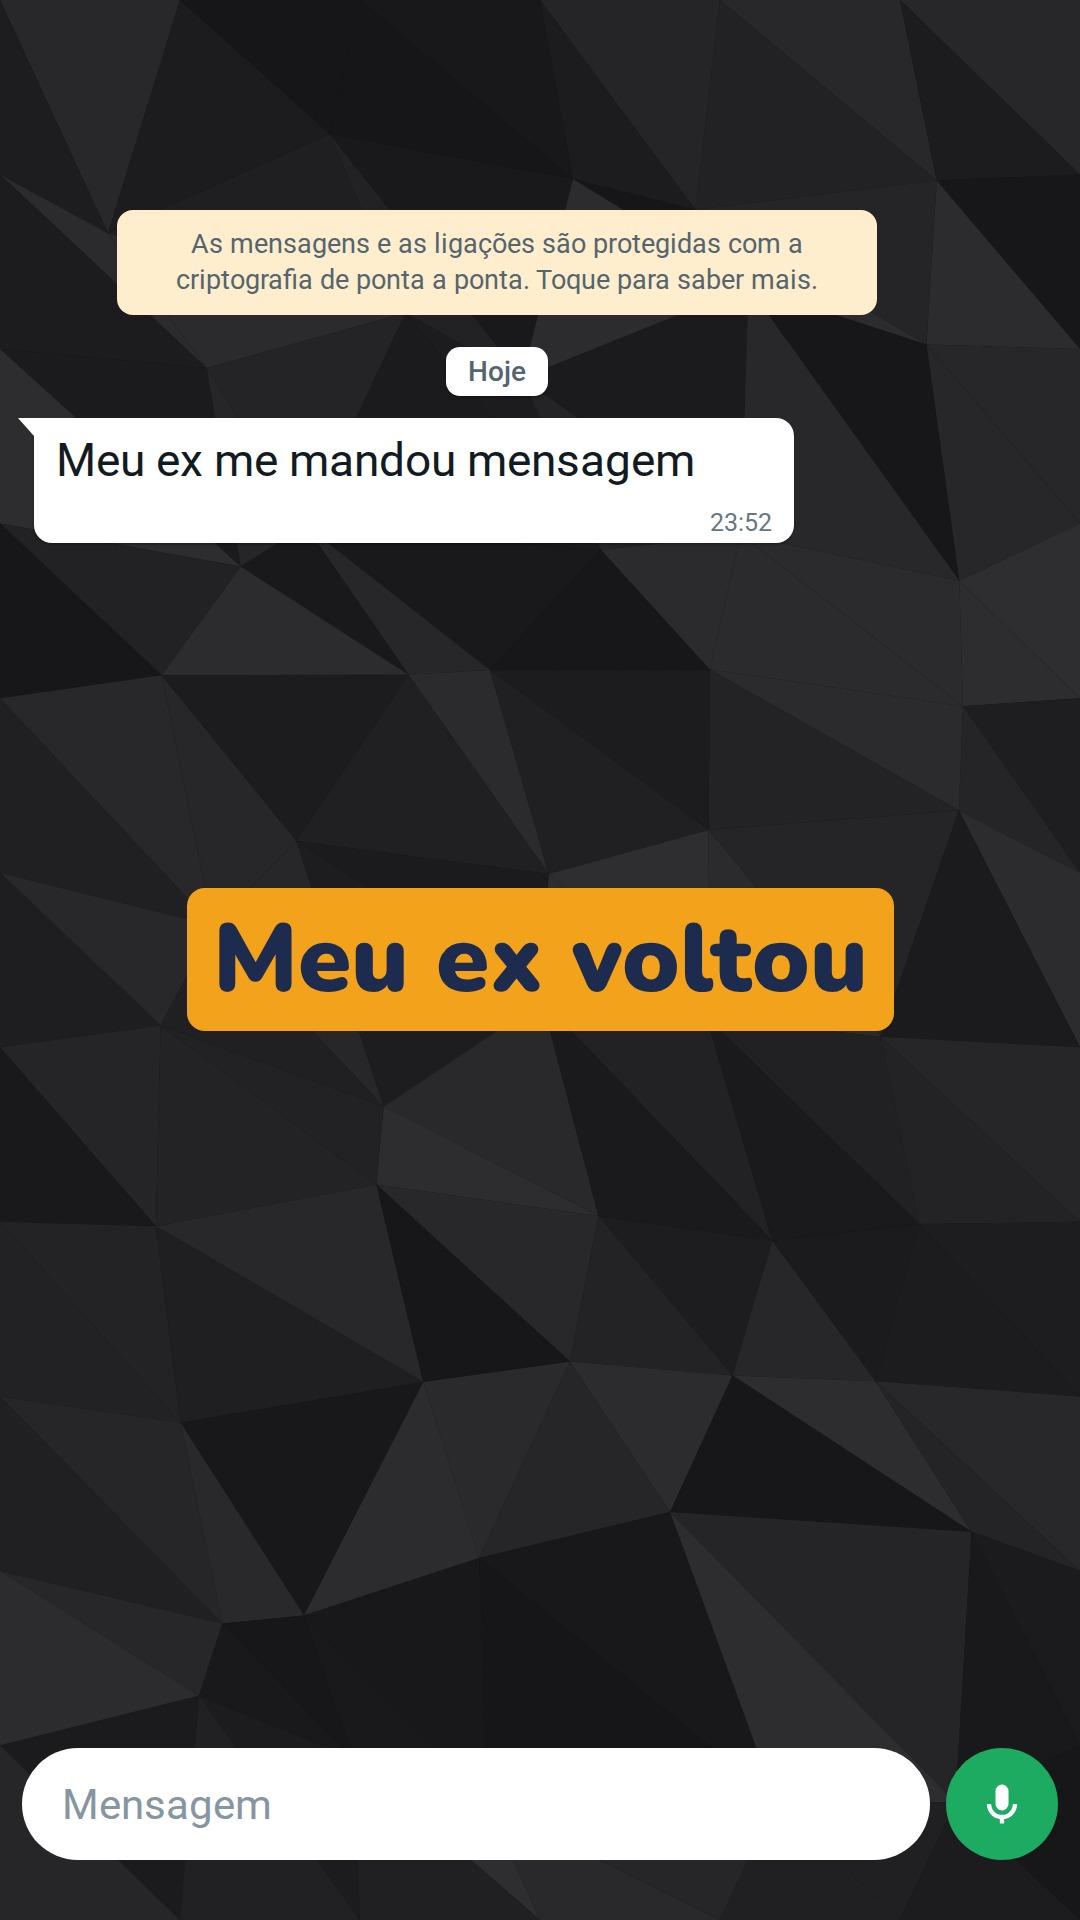 As mensagens e as ligações são protegidas com a
criptografia de ponta a ponta. Toque para saber mais.
Hoje
Meu ex me mandou mensagem
23:52
Meu ex voltou
Mensagem